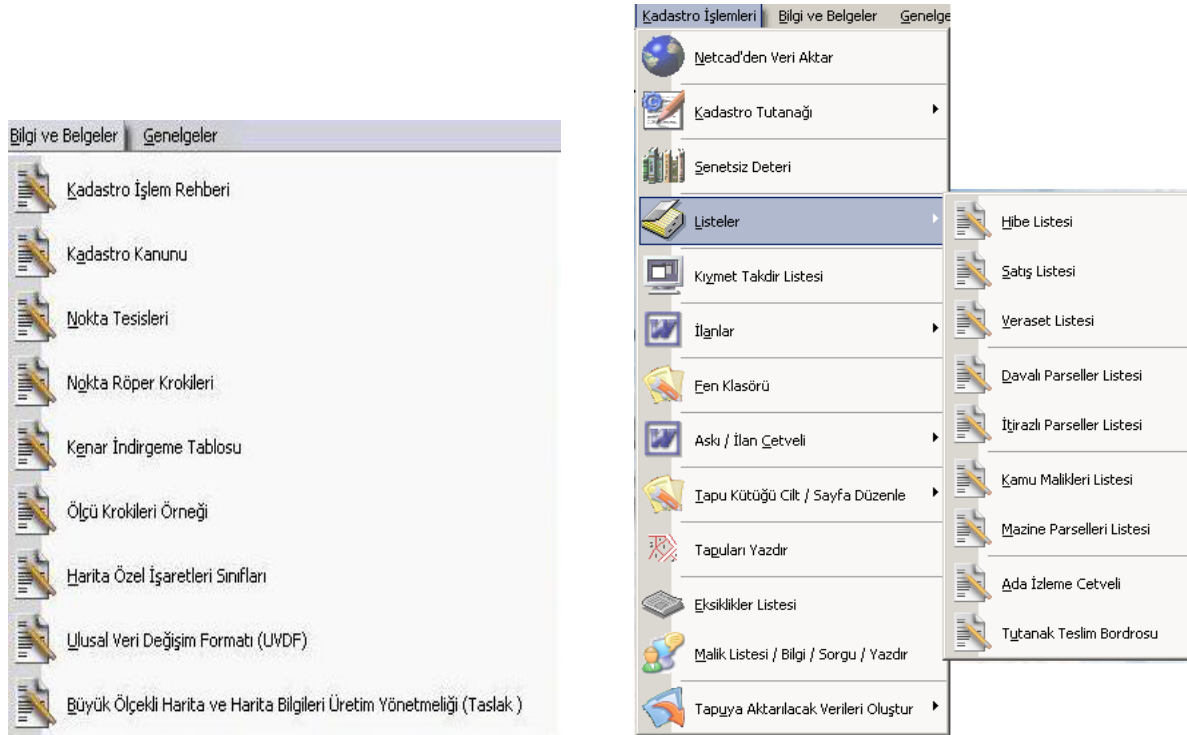 Bilgi ve Belgeler Genelgeler
Kadastro İşlem Rehberi
Kadastro Kanunu
Nokta Tesisleri
Nokta Röper Krokileri
Kenar İndirgeme Tablosu
Ölçü Krokileri Örneği
Harita Özel İşaretleri Sınıfları
Ulusal Veri Değişim Formatı (UVDF)
Büyük Ölçekli Harita ve Harita Bilgileri Üretim Yönetmeliği (Taslak )
Kadastro İşlemleri Bilgi ve Belgeler Genelge
Netcad'den Veri Aktar
Kadastro Tutanağı
Senetsiz Deteri
Listeler
Kıymet Takdir Listesi
İlanlar
Fen Klasörü
Askı / İlan Cetveli
Tapu Kütüğü Cilt / Sayfa Düzenle
Tapuları Yazdır
Eksiklikler Listesi
Malik Listesi / Bilgi / Sorgu / Yazdır
Tapuya Aktarılacak Verileri Oluştur
Hibe Listesi
Satış Listesi
Veraset Listesi
Davalı Parseller Listesi
İtirazlı Parseller Listesi
Kamu Malikleri Listesi
Mazine Parselleri Listesi
Ada İzleme Cetveli
Tutanak Teslim Bordrosu